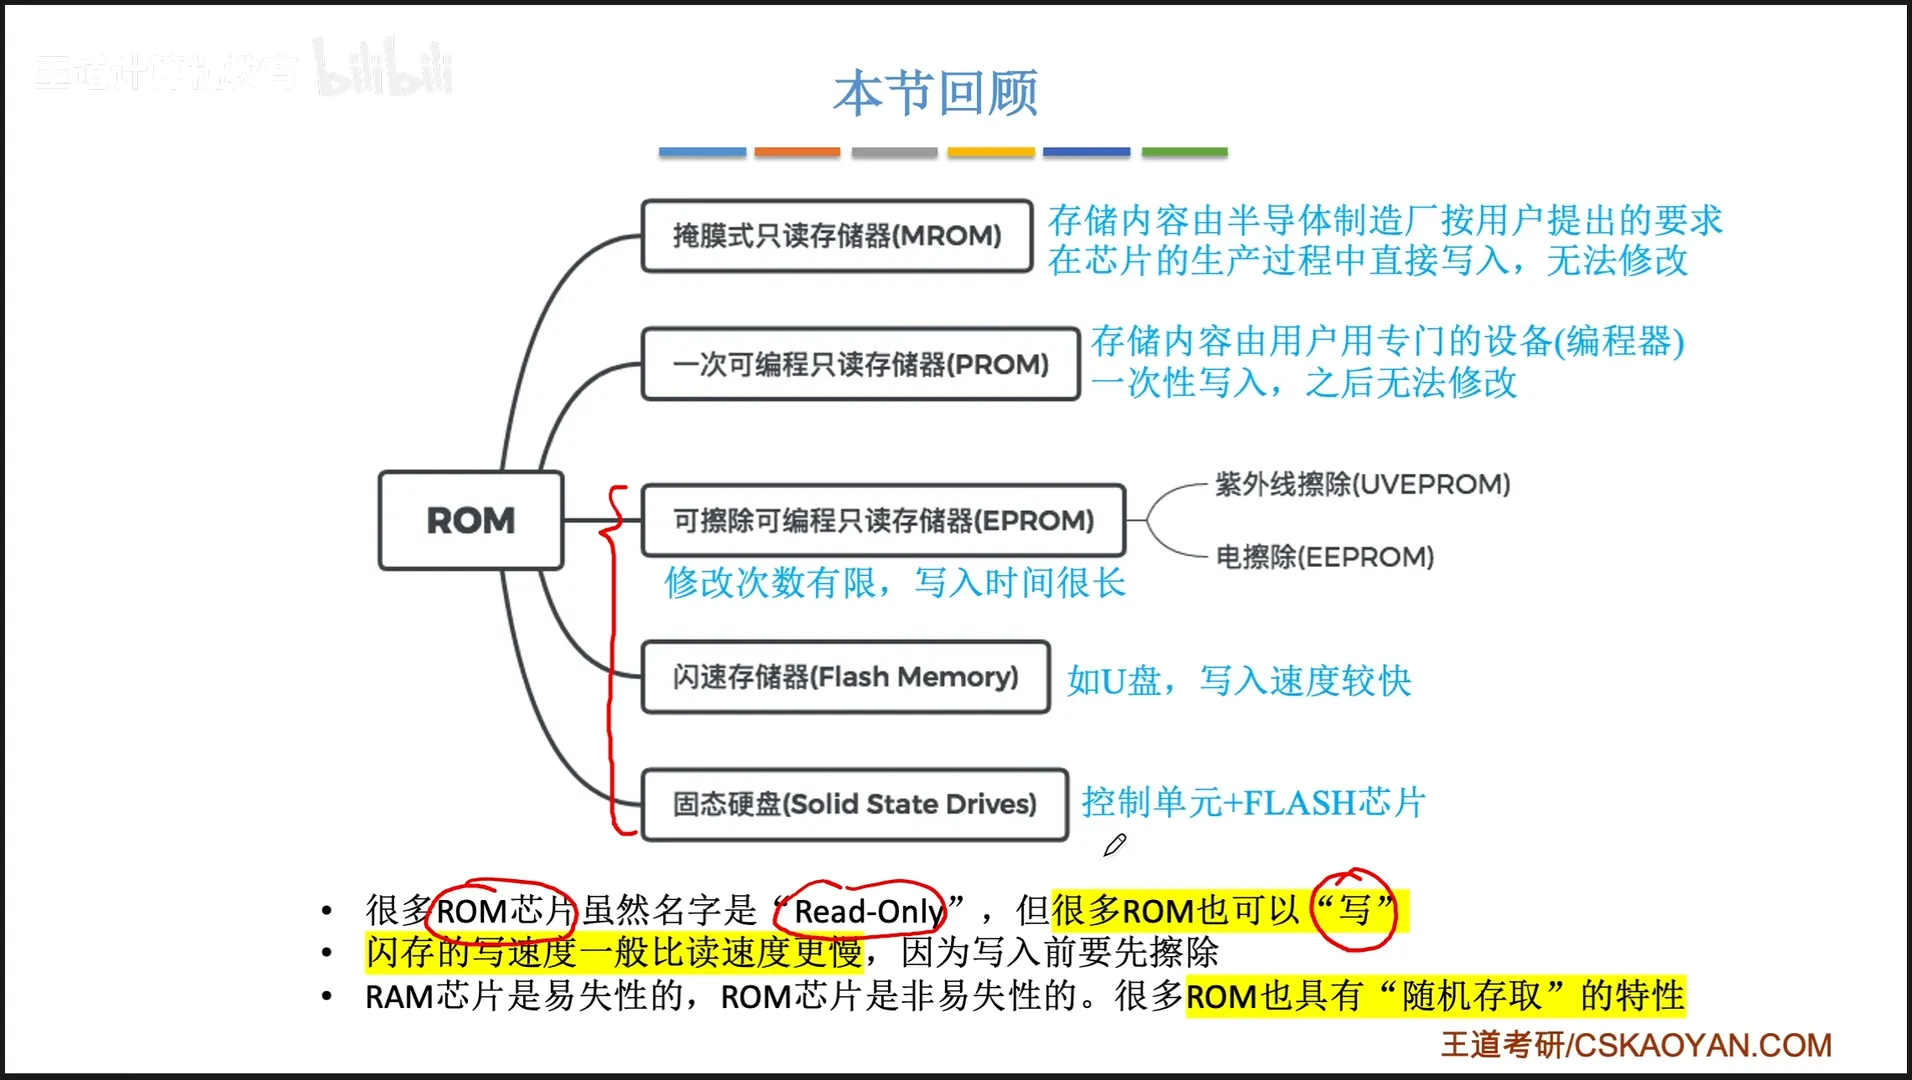 王道计算机教育 bilibili
本节回顾
掩膜式只读存储器(MROM)
存储内容由半导体制造厂按用户提出的要求
在芯片的生产过程中直接写入，无法修改
一次可编程只读存储器(PROM)
存储内容由用户用专门的设备(编程器)
一次性写入，之后无法修改
ROM
可擦除可编程只读存储器(EPROM)
紫外线擦除(UVEPROM)
电擦除(EEPROM)
修改次数有限，写入时间很长
闪速存储器(Flash Memory)
如U盘，写入速度较快
固态硬盘(Solid State Drives)
控制单元+FLASH芯片
• 很多ROM芯片虽然名字是“Read-Only”，但很多ROM也可以“写”
• 闪存的写速度一般比读速度更慢，因为写入前要先擦除
• RAM芯片是易失性的，ROM芯片是非易失性的。很多ROM也具有“随机存取”的特性
王道考研/CSKAOYAN.COM